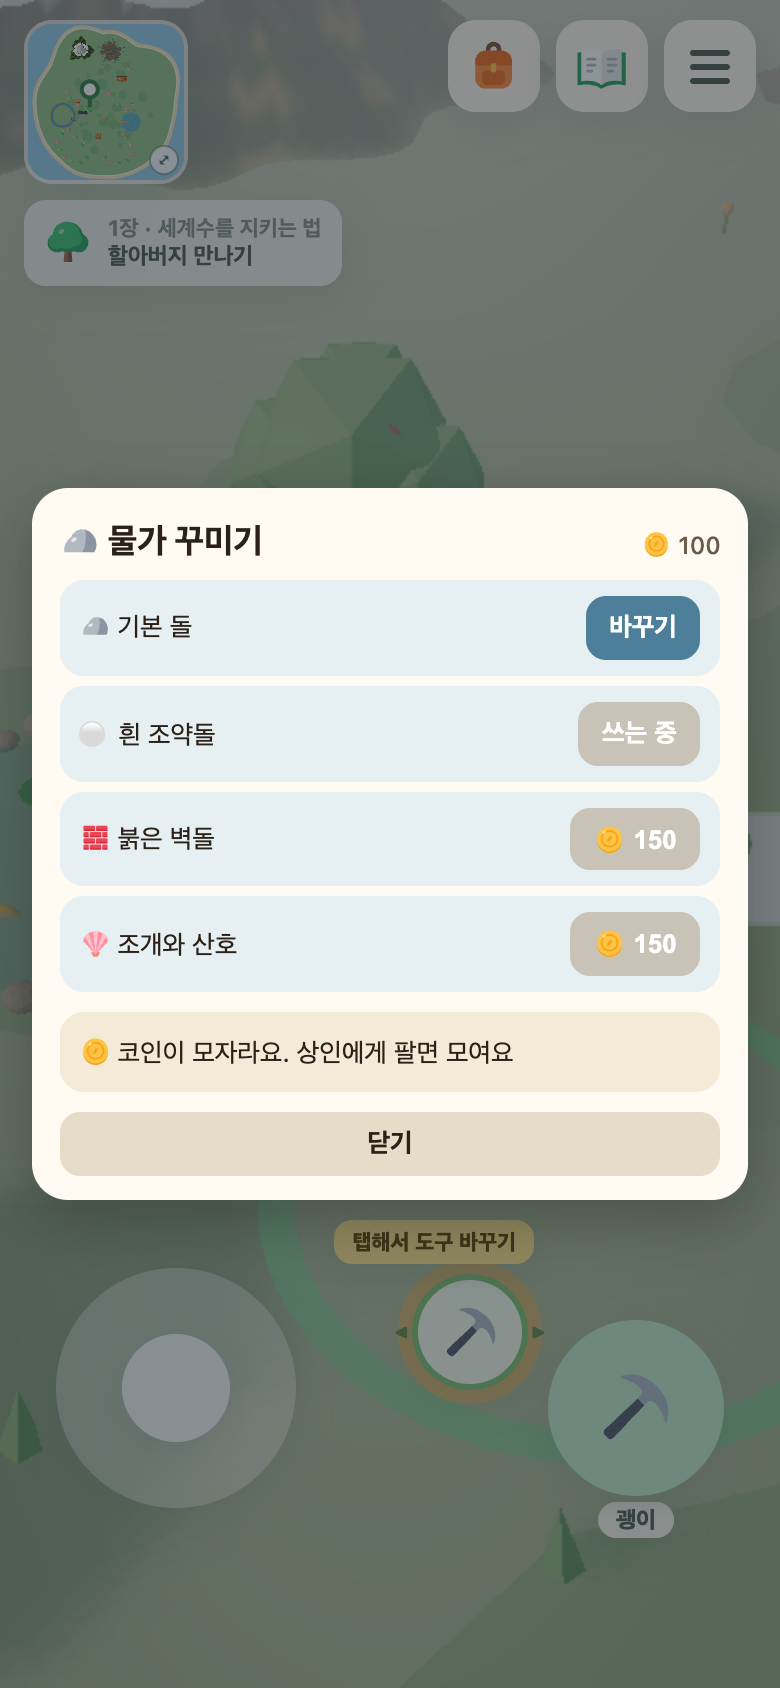 1장 · 세계수를 지키는 법
할아버지 만나기
물가 꾸미기
100
기본 돌
바꾸기
흰 조약돌
쓰는 중
붉은 벽돌
150
조개와 산호
150
코인이 모자라요. 상인에게 팔면 모여요
닫기
탭해서 도구 바꾸기
괭이